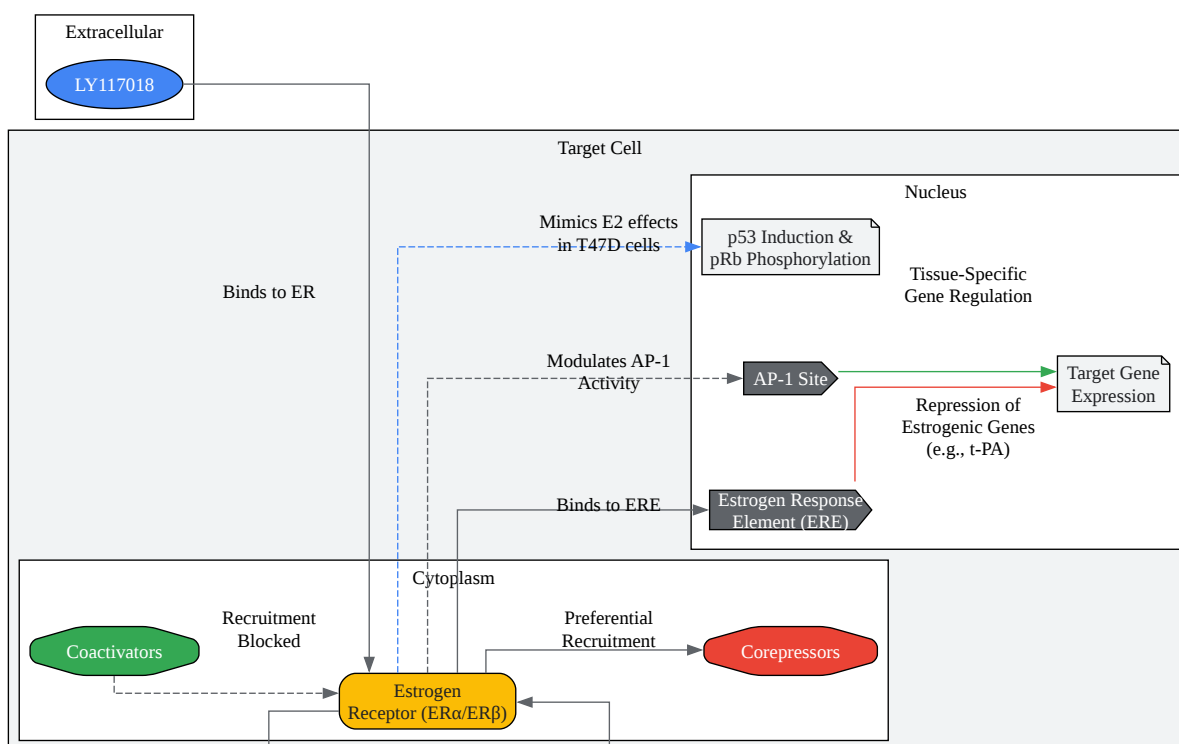 Extracellular
LY117018
Target Cell
Nucleus
Mimics E2 effects
in T47D cells
p53 Induction &
pRb Phosphorylation
Tissue-Specific
Gene Regulation
Binds to ER
Modulates AP-1
Activity
AP-1 Site
Target Gene
Expression
Repression of
Estrogenic Genes
(e.g., t-PA)
Binds to ERE
Estrogen Response
Element (ERE)
Cytoplasm
Recruitment
Blocked
Preferential
Recruitment
Coactivators
Corepressors
Estrogen
Receptor (ERα/ERβ)